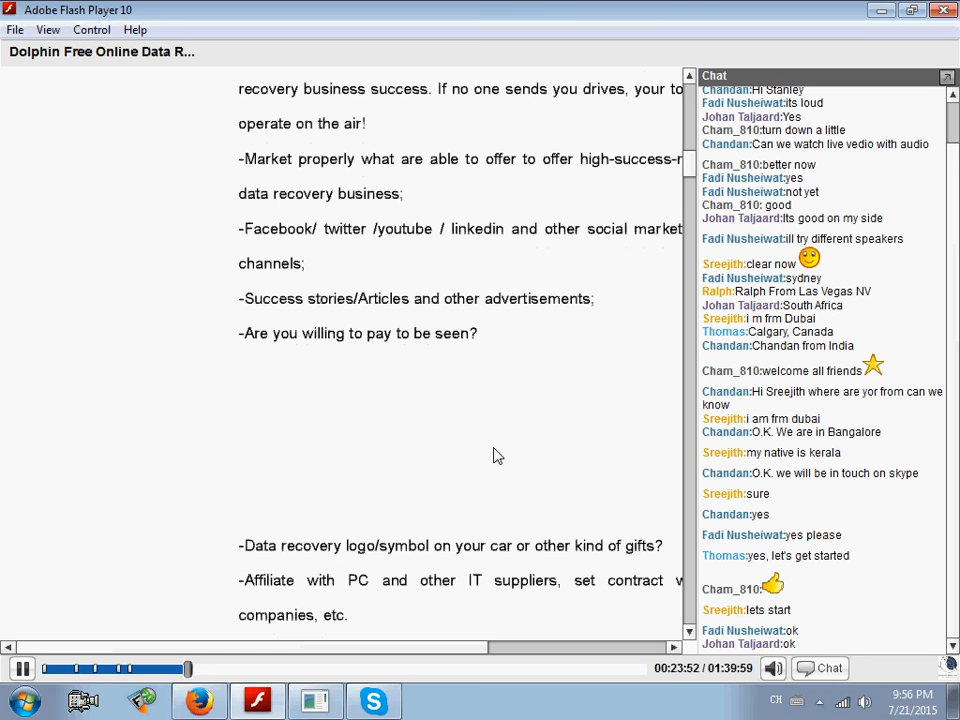 Adobe Flash Player 10
File View Control Help
Dolphin Free Online Data R...
recovery business success. If no one sends you drives, your to
operate on the air!
-Market properly what are able to offer to offer high-success-r
data recovery business;
-Facebook/ twitter /youtube / linkedin and other social market
channels;
-Success stories/Articles and other advertisements;
-Are you willing to pay to be seen?
-Data recovery logo/symbol on your car or other kind of gifts?
-Affiliate with PC and other IT suppliers, set contract w
companies, etc.
Chat
Chandan:Hi Stanley
Fadi Nusheiwat:its loud
Johan Taljaard:Yes
Cham_810:turn down a little
Chandan:Can we watch live vedio with audio
Cham_810:better now
Fadi Nusheiwat:yes
Fadi Nusheiwat:not yet
Cham_810: good
Johan Taljaard:Its good on my side
Fadi Nusheiwat:ill try different speakers
Sreejith:clear now
Fadi Nusheiwat:sydney
Ralph:Ralph From Las Vegas NV
Johan Taljaard:South Africa
Sreejith:i m frm Dubai
Thomas:Calgary, Canada
Chandan:Chandan from India
Cham_810:welcome all friends
Chandan:Hi Sreejith where are yor from can we
know
Sreejith:i am frm dubai
Chandan:O.K. We are in Bangalore
Sreejith:my native is kerala
Chandan:O.K. we will be in touch on skype
Sreejith:sure
Chandan:yes
Fadi Nusheiwat:yes please
Thomas:yes, let's get started
Cham_810:
Sreejith:lets start
Fadi Nusheiwat:ok
Johan Taljaard:ok
00:23:52 / 01:39:59
Chat
CH
9:56 PM
7/21/2015